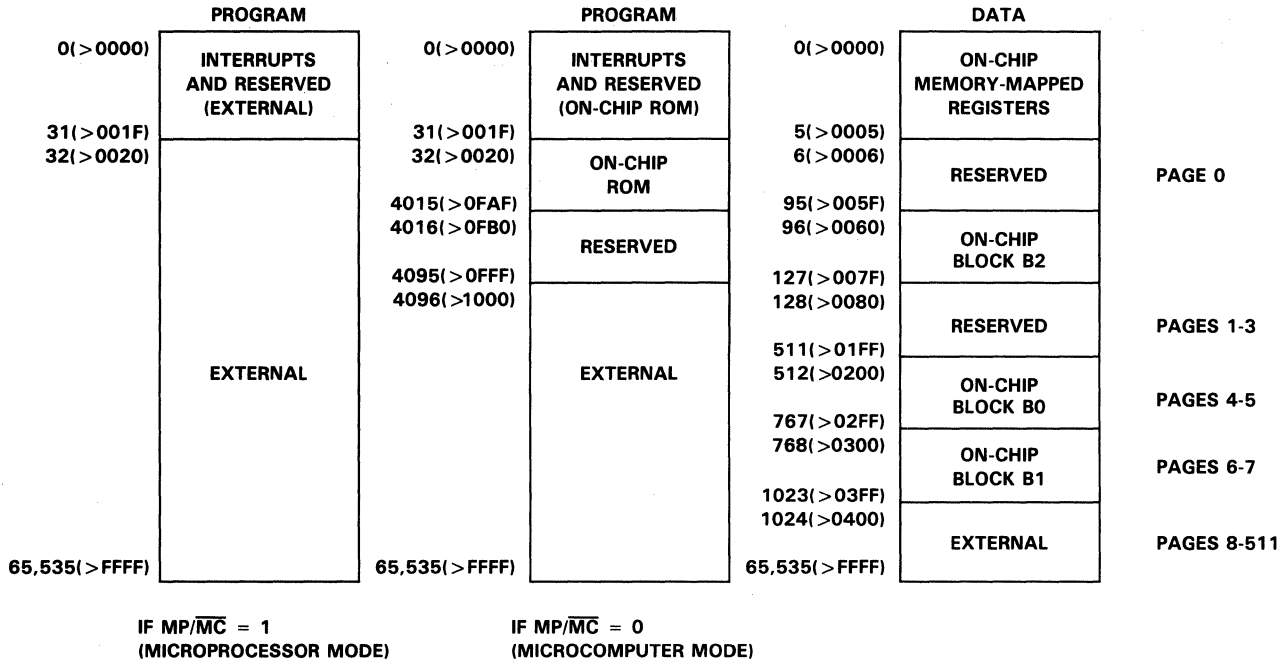 PROGRAM
0(>0000)
INTERRUPTS
AND RESERVED
(EXTERNAL)
31(>001F)
32(>0020)
EXTERNAL
65,535(>FFFF)
IF MP/M̅C̅ = 1
(MICROPROCESSOR MODE)
PROGRAM
0(>0000)
INTERRUPTS
AND RESERVED
(ON-CHIP ROM)
31(>001F)
32(>0020)
ON-CHIP
ROM
4015(>0FAF)
4016(>0FB0)
RESERVED
4095(>0FFF)
4096(>1000)
EXTERNAL
65,535(>FFFF)
IF MP/M̅C̅ = 0
(MICROCOMPUTER MODE)
DATA
0(>0000)
ON-CHIP
MEMORY-MAPPED
REGISTERS
5(>0005)
6(>0006)
RESERVED
PAGE 0
95(>005F)
96(>0060)
ON-CHIP
BLOCK B2
127(>007F)
128(>0080)
RESERVED
PAGES 1-3
511(>01FF)
512(>0200)
ON-CHIP
BLOCK B0
PAGES 4-5
767(>02FF)
768(>0300)
ON-CHIP
BLOCK B1
PAGES 6-7
1023(>03FF)
1024(>0400)
EXTERNAL
PAGES 8-511
65,535(>FFFF)